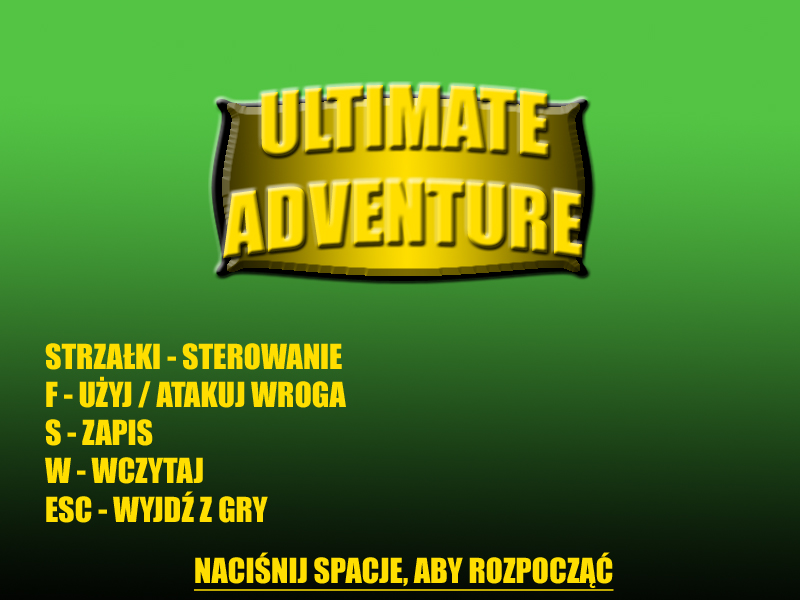 ULTIMATE
ADVENTURE
STRZAŁKI - STEROWANIE
F - UŻYJ / ATAKUJ WROGA
S - ZAPIS
W - WCZYTAJ
ESC - WYJDŹ Z GRY
NACIŚNIJ SPACJE, ABY ROZPOCZĄĆ